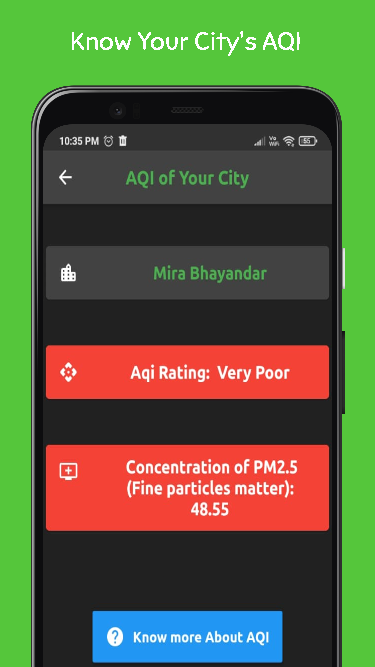 Know Your City's AQI
10:35 PM
Vo
WiFi
55
AQI of Your City
Mira Bhayandar
Aqi Rating: Very Poor
Concentration of PM2.5
(Fine particles matter):
48.55
Know more About AQI